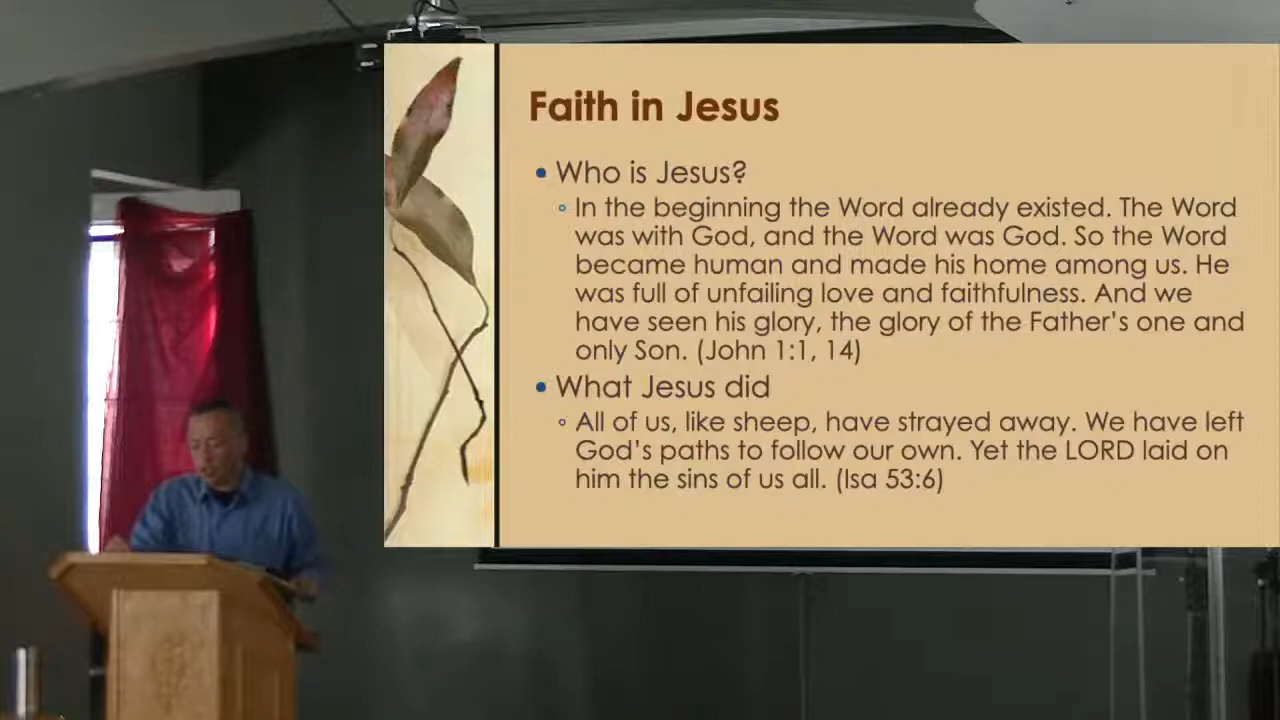 Faith in Jesus
• Who is Jesus?
◦ In the beginning the Word already existed. The Word
was with God, and the Word was God. So the Word
became human and made his home among us. He
was full of unfailing love and faithfulness. And we
have seen his glory, the glory of the Father’s one and
only Son. (John 1:1, 14)
• What Jesus did
◦ All of us, like sheep, have strayed away. We have left
God’s paths to follow our own. Yet the LORD laid on
him the sins of us all. (Isa 53:6)